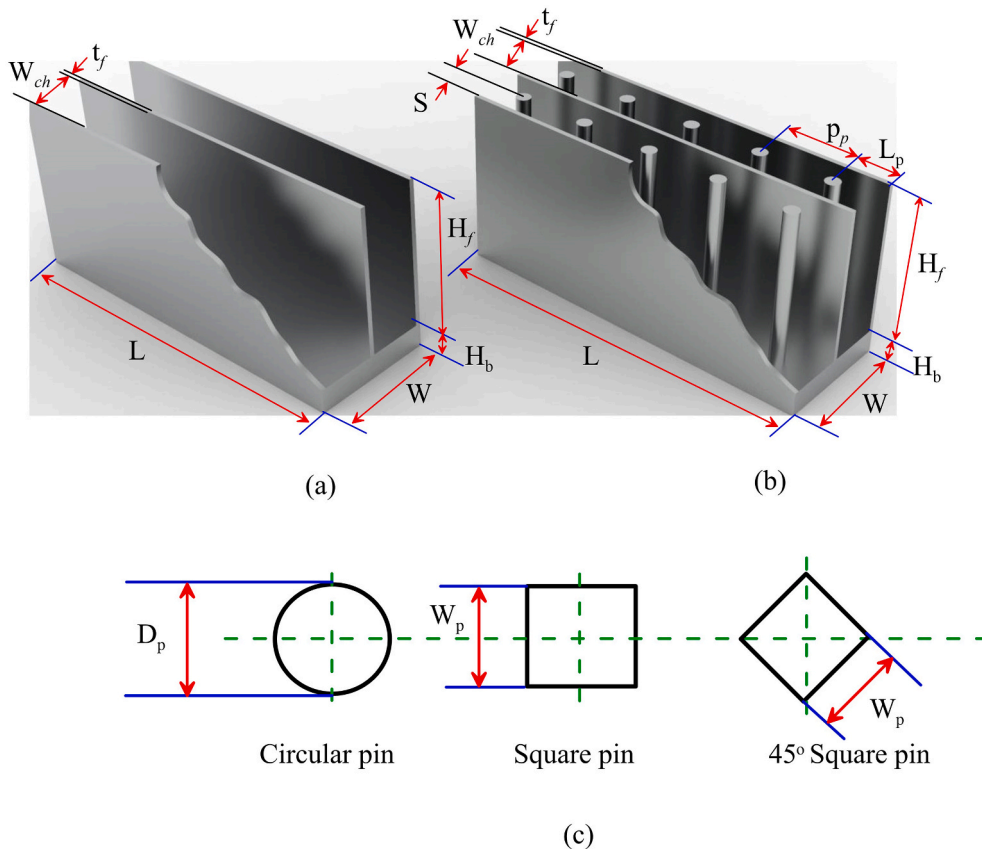 t_f
W_ch
H_f
H_b
L
W
(a)
t_f
W_ch
S
p_p
L_p
H_f
H_b
L
W
(b)
D_p
W_p
W_p
Circular pin
Square pin
45° Square pin
(c)